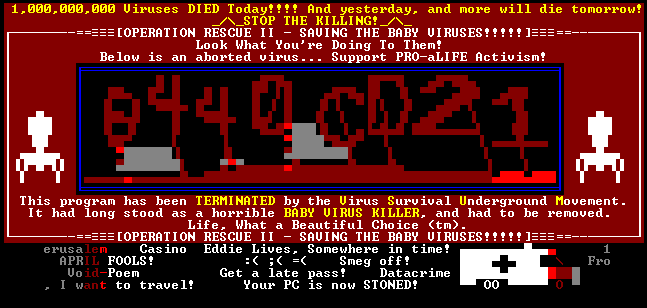 1,000,000,000 Viruses DIED Today!!!! And yesterday, and more will die tomorrow!
_/\_STOP THE KILLING!_/\_
--==≡≡≡[OPERATION RESCUE II - SAVING THE BABY VIRUSES!!!!!]≡≡≡==--
Look What You're Doing To Them!
Below is an aborted virus... Support PRO-aLIFE Activism!
This program has been TERMINATED by the Virus Survival Underground Movement.
It had long stood as a horrible BABY VIRUS KILLER, and had to be removed.
Life, What a Beautiful Choice (tm).
--==≡≡≡[OPERATION RESCUE II - SAVING THE BABY VIRUSES!!!!!]≡≡≡==--
erusalem Casino Eddie Lives, Somewhere in time! 1
APRIL FOOLS! :( ;( =( Smeg off! Fro
Void-Poem Get a late pass! Datacrime
, I want to travel! Your PC is now STONED! OO O